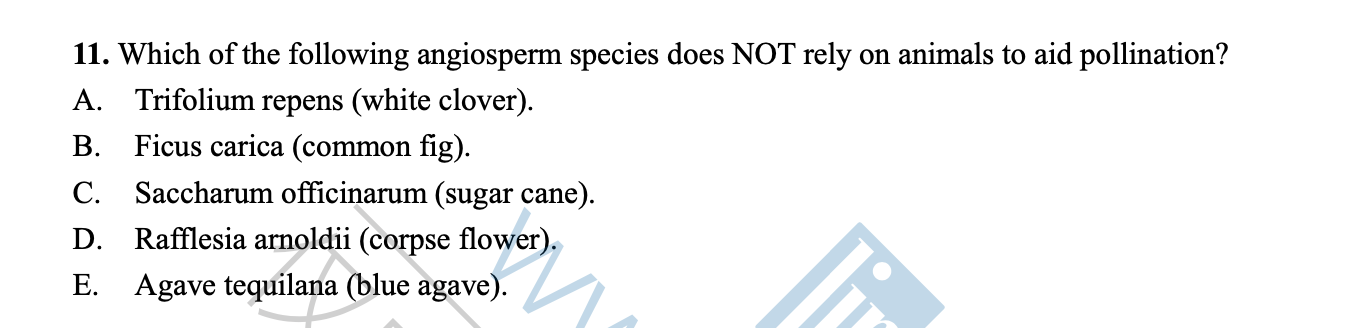 11. Which of the following angiosperm species does NOT rely on animals to aid pollination?
A. Trifolium repens (white clover).
B. Ficus carica (common fig).
C. Saccharum officinarum (sugar cane).
D. Rafflesia arnoldii (corpse flower).
E. Agave tequilana (blue agave).